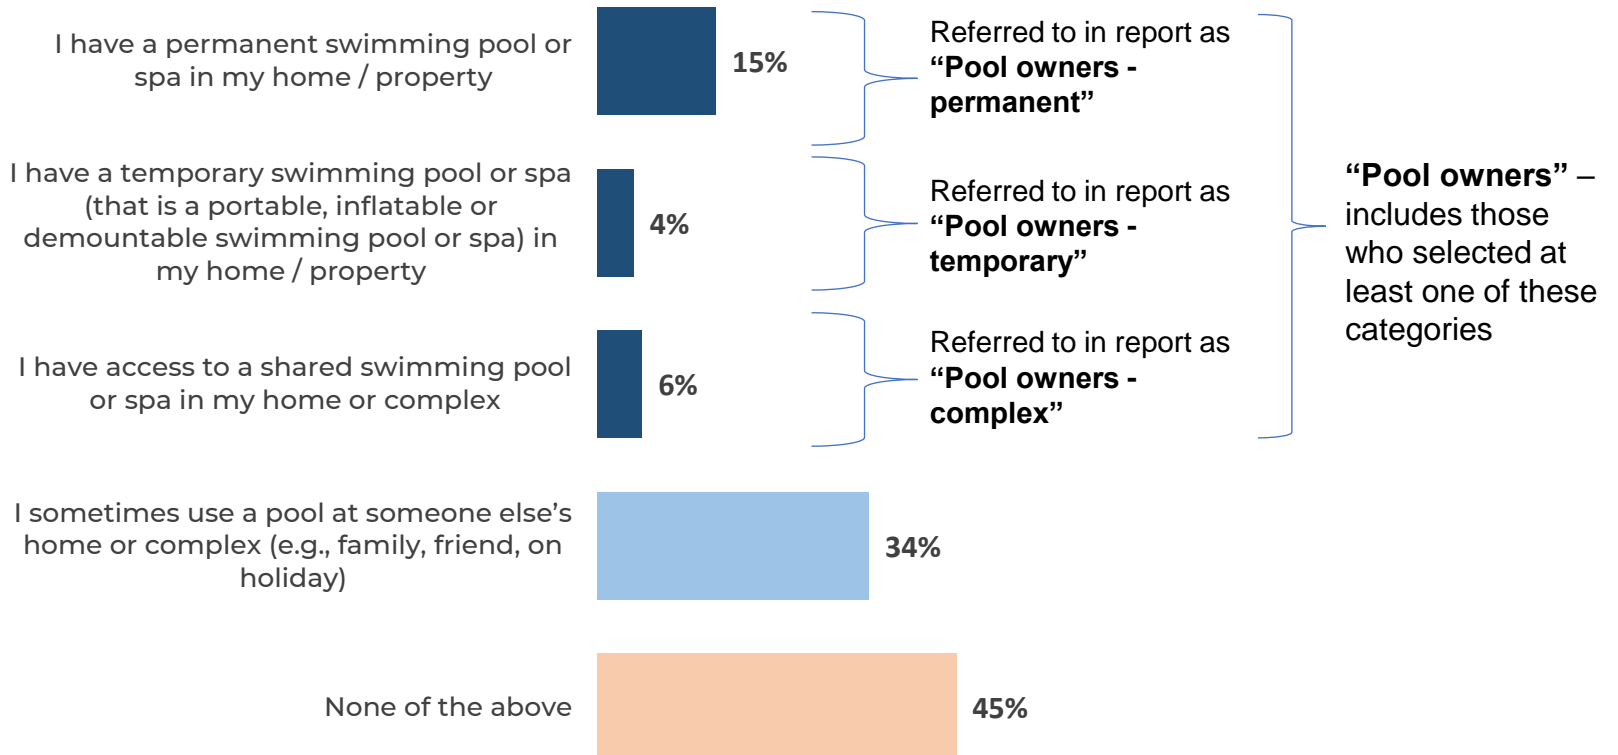 I have a permanent swimming pool or
spa in my home / property
15%
Referred to in report as
“Pool owners -
permanent”
I have a temporary swimming pool or spa
(that is a portable, inflatable or
demountable swimming pool or spa) in
my home / property
4%
Referred to in report as
“Pool owners -
temporary”
I have access to a shared swimming pool
or spa in my home or complex
6%
Referred to in report as
“Pool owners -
complex”
“Pool owners” –
includes those
who selected at
least one of these
categories
I sometimes use a pool at someone else’s
home or complex (e.g., family, friend, on
holiday)
34%
None of the above
45%